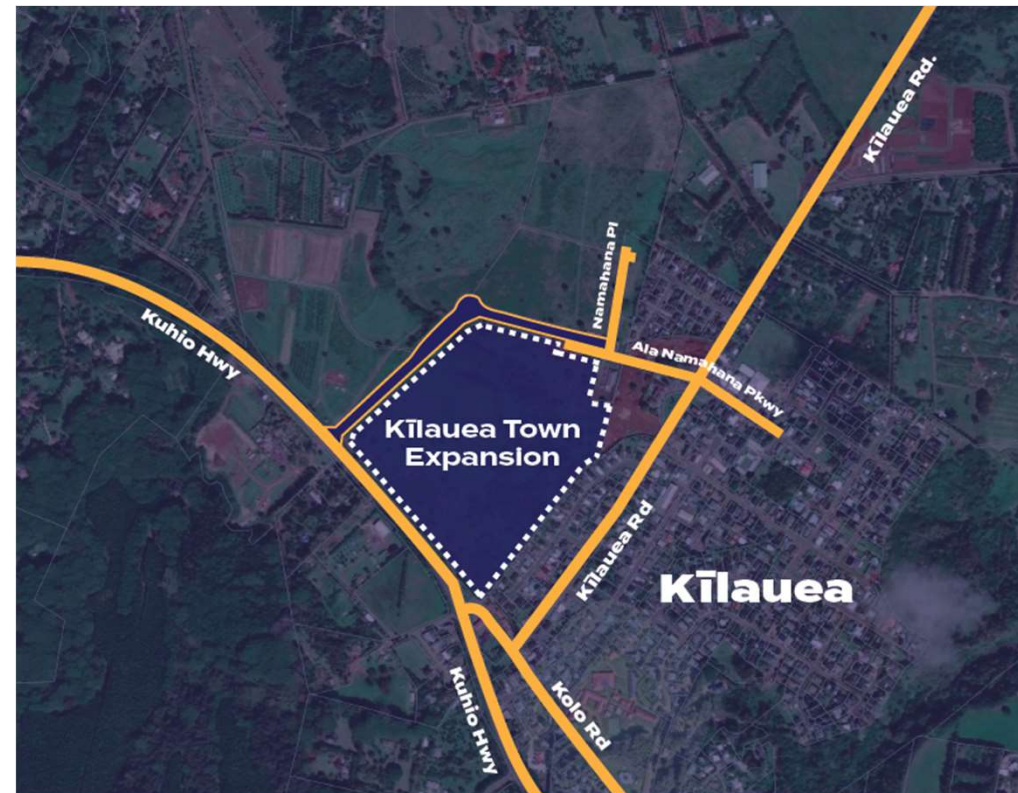 Kīlauea Rd.
Namahana Pl
Kuhio Hwy
Ala Namahana Pkwy
Kīlauea Town
Expansion
Kīlauea Rd
Kīlauea
Kuhio Hwy
Kolo Rd